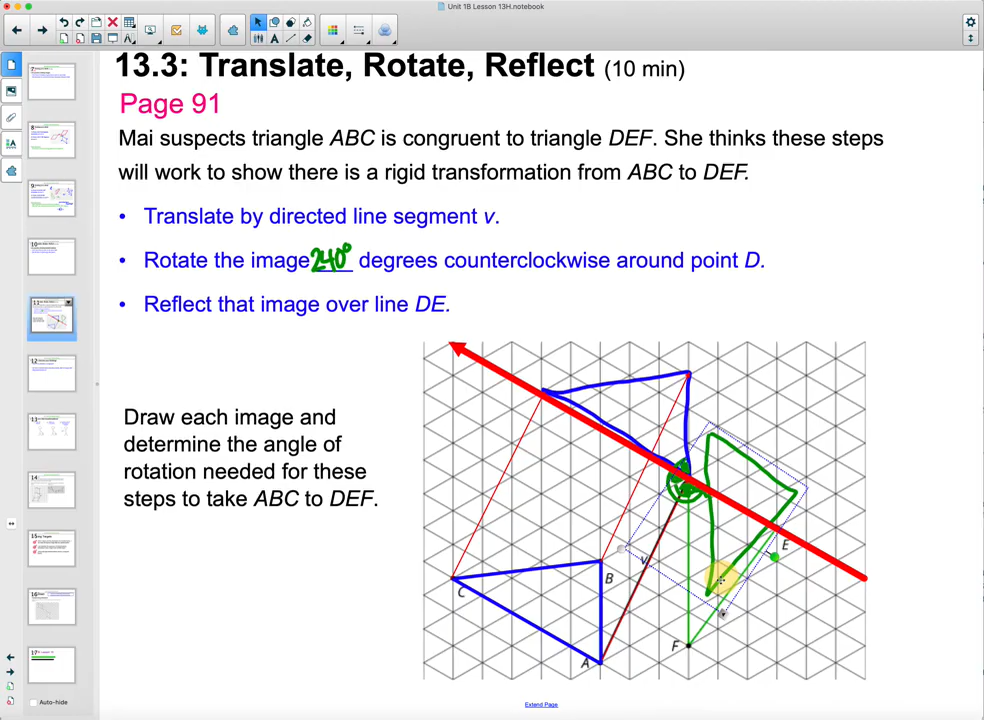 Unit 1B Lesson 13H.notebook
13.3: Translate, Rotate, Reflect (10 min)
Page 91
Mai suspects triangle ABC is congruent to triangle DEF. She thinks these steps
will work to show there is a rigid transformation from ABC to DEF.
• Translate by directed line segment v.
• Rotate the image 240° degrees counterclockwise around point D.
• Reflect that image over line DE.
Draw each image and
determine the angle of
rotation needed for these
steps to take ABC to DEF.
E
v
B
C
F
A
Auto-hide
Extend Page